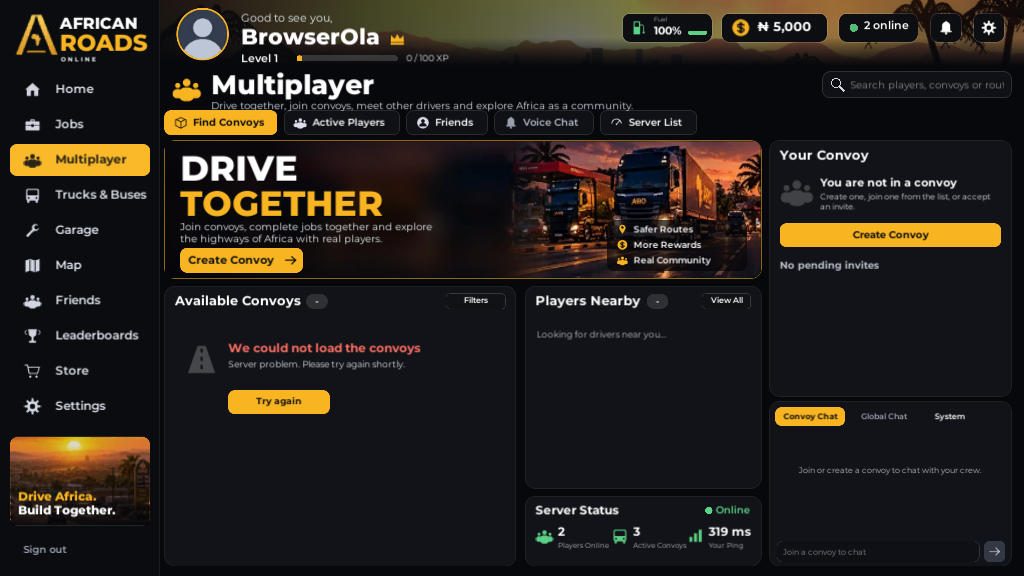 AFRICAN
ROADS
ONLINE
Home
Jobs
Multiplayer
Trucks & Buses
Garage
Map
Friends
Leaderboards
Store
Settings
Drive Africa.
Build Together.
Sign out
Good to see you,
BrowserOla
Level 1
0 / 100 XP
Fuel
100%
₦ 5,000
2 online
Multiplayer
Drive together, join convoys, meet other drivers and explore Africa as a community.
Search players, convoys or rout
Find Convoys
Active Players
Friends
Voice Chat
Server List
DRIVE
TOGETHER
Join convoys, complete jobs together and explore
the highways of Africa with real players.
Create Convoy
Safer Routes
More Rewards
Real Community
Available Convoys
-
Filters
We could not load the convoys
Server problem. Please try again shortly.
Try again
Players Nearby
-
View All
Looking for drivers near you...
Server Status
Online
2
Players Online
3
Active Convoys
319 ms
Your Ping
Your Convoy
You are not in a convoy
Create one, join one from the list, or accept
an invite.
Create Convoy
No pending invites
Convoy Chat
Global Chat
System
Join or create a convoy to chat with your crew.
Join a convoy to chat